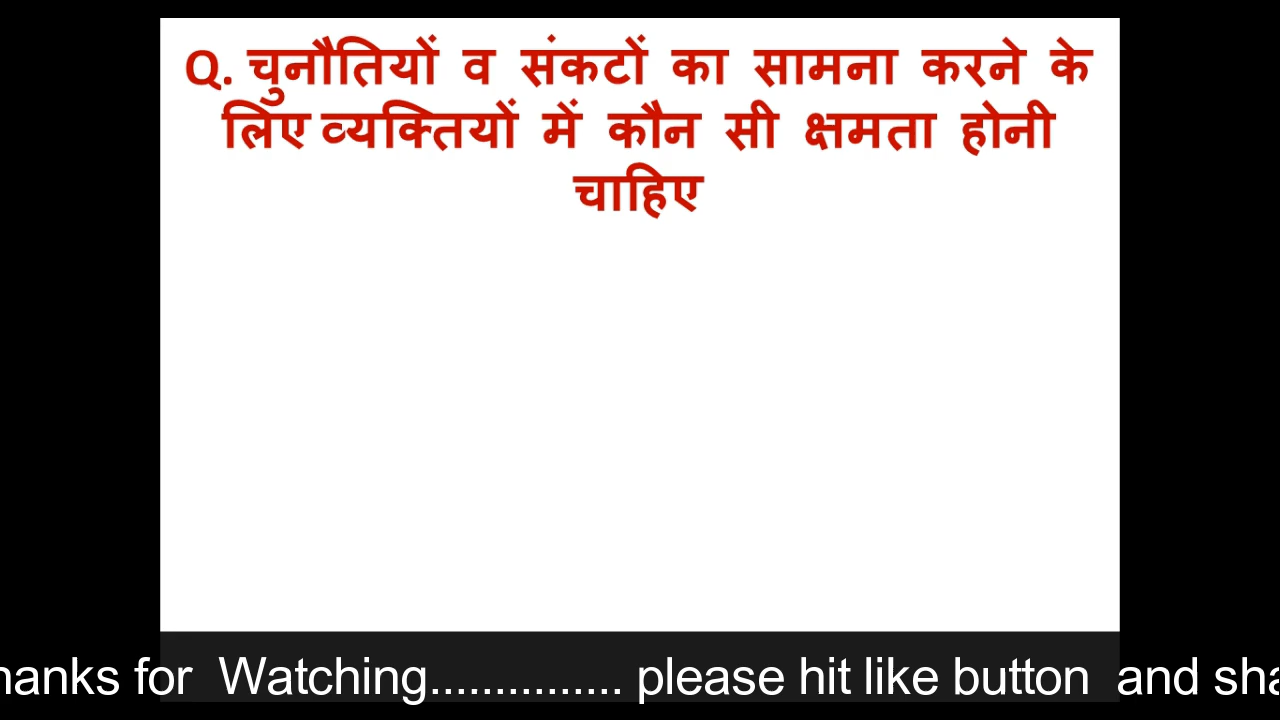 Q. चुनौतियों व संकटों का सामना करने के
लिए व्यक्तियों में कौन सी क्षमता होनी
चाहिए
hanks for Watching............... please hit like button and sha